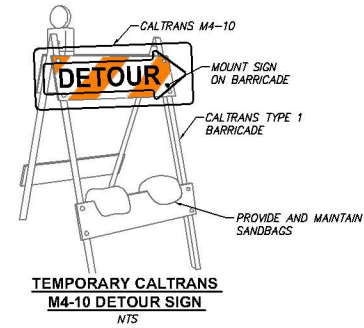 CALTRANS M4-10
DETOUR
MOUNT SIGN
ON BARRICADE
CALTRANS TYPE 1
BARRICADE
PROVIDE AND MAINTAIN
SANDBAGS
TEMPORARY CALTRANS
M4-10 DETOUR SIGN
NTS